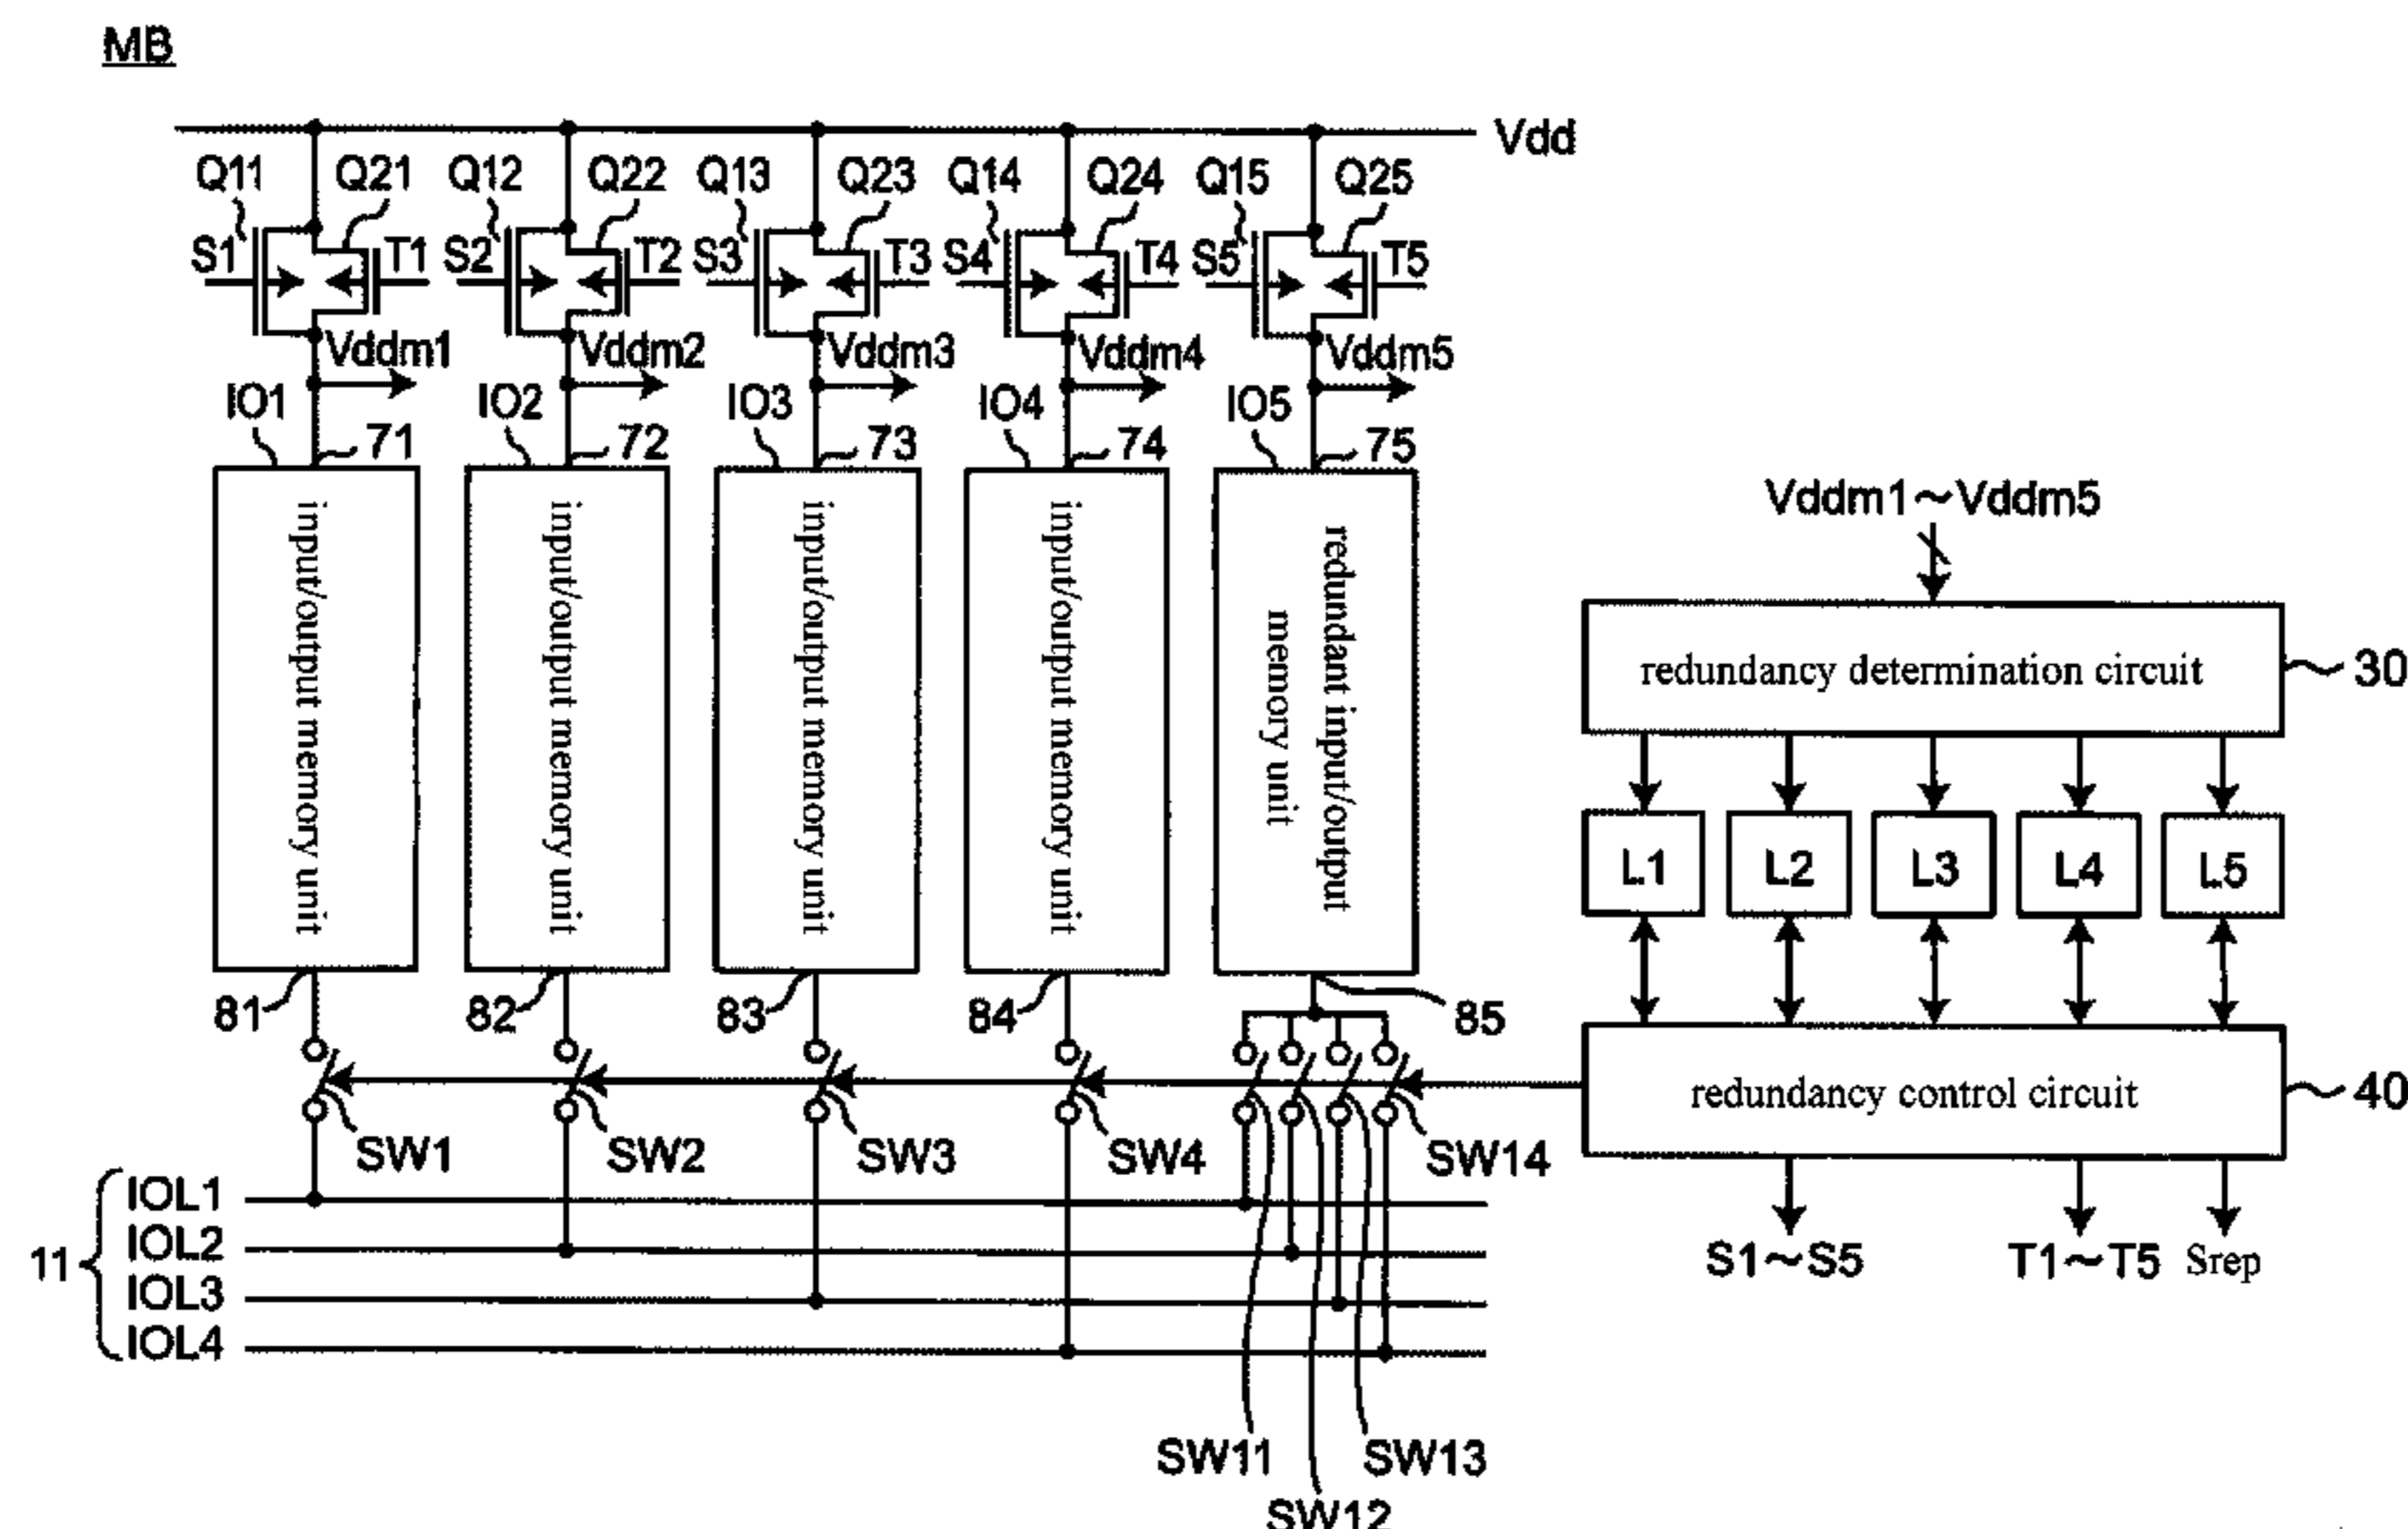 MB
Vdd
Q11 Q21 Q12 Q22 Q13 Q23 Q14 Q24 Q15 Q25
S1 T1 S2 T2 S3 T3 S4 T4 S5 T5
Vddm1 Vddm2 Vddm3 Vddm4 Vddm5
IO1 IO2 IO3 IO4 IO5
71 72 73 74 75
input/output memory unit
input/output memory unit
input/output memory unit
input/output memory unit
redundant input/output
memory unit
81 82 83 84 85
SW1 SW2 SW3 SW4 SW14
11
IOL1
IOL2
IOL3
IOL4
SW11 SW13
SW12
Vddm1~Vddm5
redundancy determination circuit
30
L1 L2 L3 L4 L5
redundancy control circuit
40
S1~S5 T1~T5 Srep